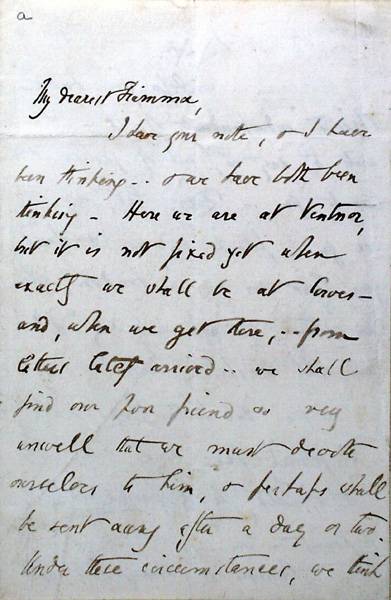 a
My dearest Fiamma,
I have your note, & I have
been thinking -- & we have both been
thinking - Here we are at Ventnor,
but it is not fixed yet when
exactly we shall be at Cowes -
and, when we get there, -- from
letters lately arrived -- we shall
find our poor friend so very
unwell that we must devote
ourselves to him, & perhaps shall
be sent away after a day or two.
Under these circumstances, we think